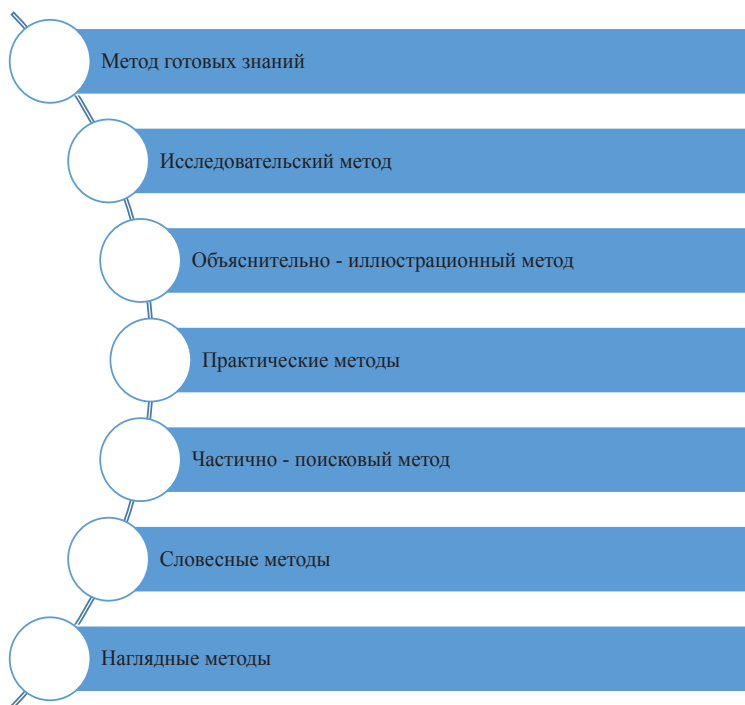 Метод готовых знаний
Исследовательский метод
Объяснительно - иллюстрационный метод
Практические методы
Частично - поисковый метод
Словесные методы
Наглядные методы